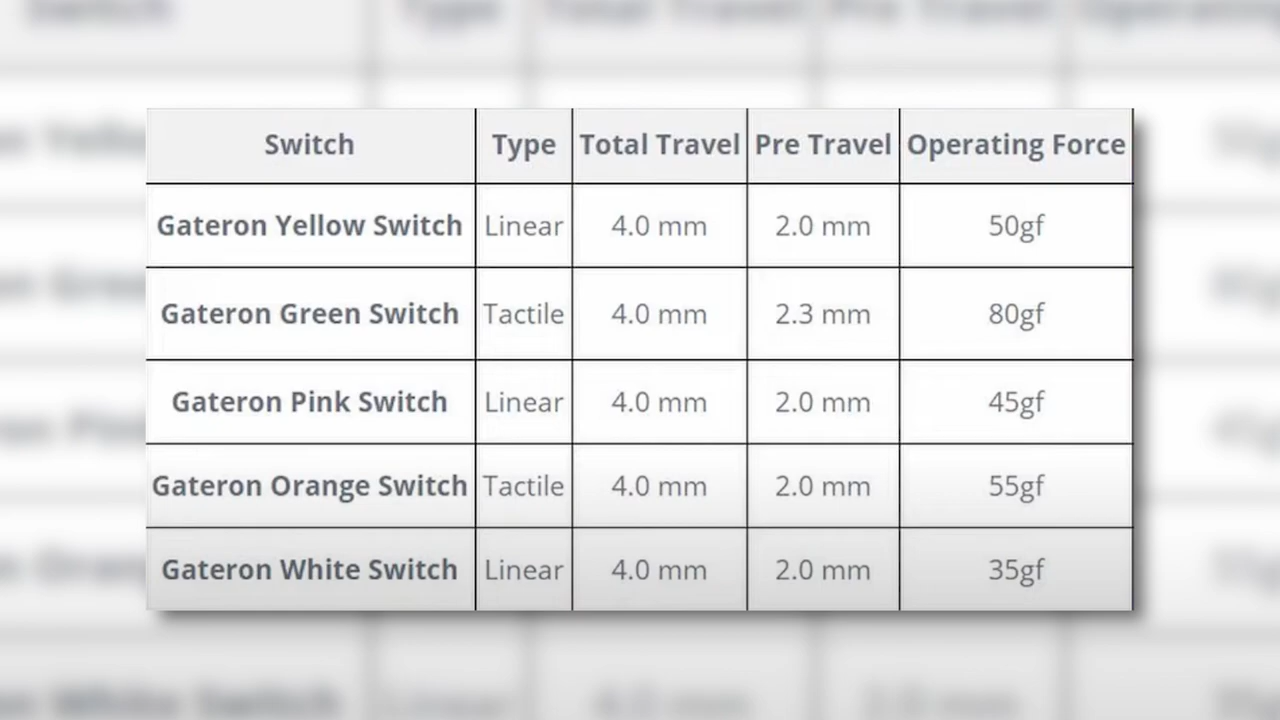 Switch Type Total Travel Pre Travel Operating Force
Gateron Yellow Switch Linear 4.0 mm 2.0 mm 50gf
Gateron Green Switch Tactile 4.0 mm 2.3 mm 80gf
Gateron Pink Switch Linear 4.0 mm 2.0 mm 45gf
Gateron Orange Switch Tactile 4.0 mm 2.0 mm 55gf
Gateron White Switch Linear 4.0 mm 2.0 mm 35gf